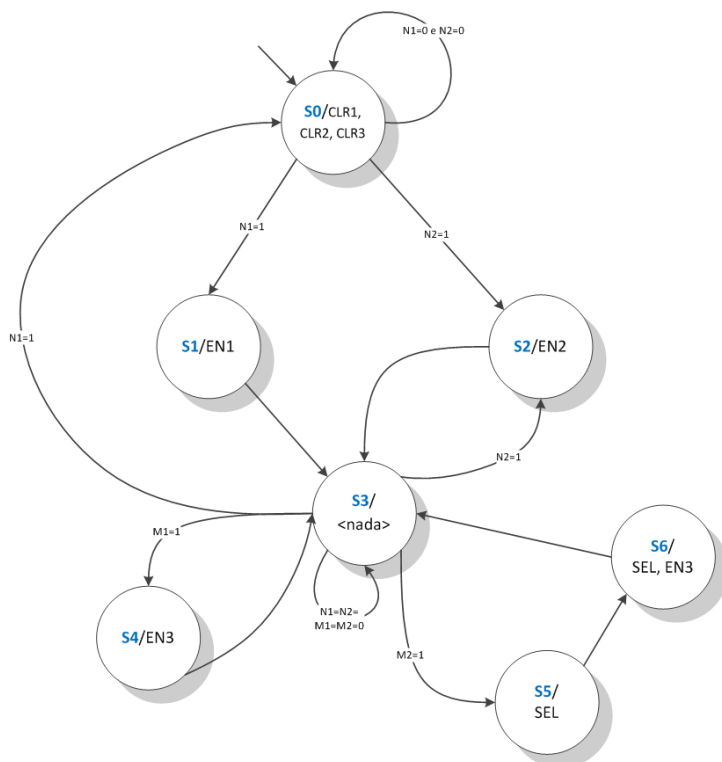 N1=0 e N2=0
S0/CLR1,
CLR2, CLR3
N1=1
N2=1
N1=1
S1/EN1
S2/EN2
N2=1
S3/
<nada>
M1=1
S6/
SEL, EN3
N1=N2=
M1=M2=0
S4/EN3
M2=1
S5/
SEL